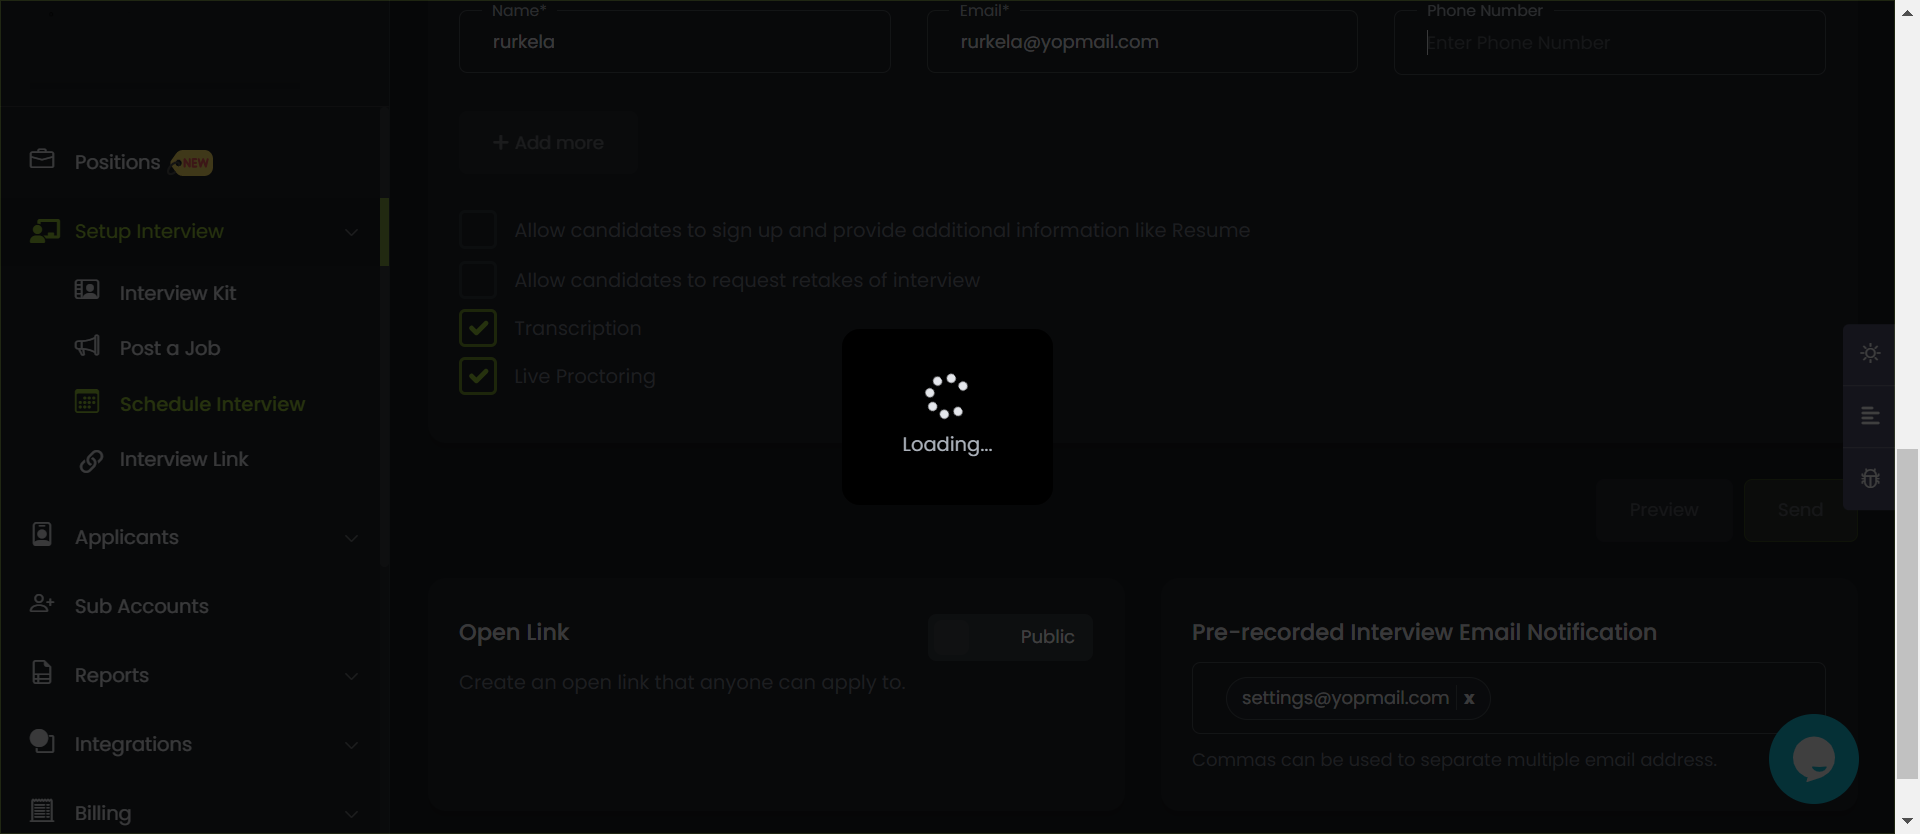 Name*
Email*
Phone Number
rurkela
rurkela@yopmail.com
Enter Phone Number
+ Add more
Positions NEW
Setup Interview
Interview Kit
Post a Job
Schedule Interview
Interview Link
Applicants
Sub Accounts
Reports
Integrations
Billing
Allow candidates to sign up and provide additional information like Resume
Allow candidates to request retakes of interview
Transcription
Live Proctoring
Loading...
Preview
Send
Open Link
Public
Create an open link that anyone can apply to.
Pre-recorded Interview Email Notification
settings@yopmail.com x
Commas can be used to separate multiple email address.